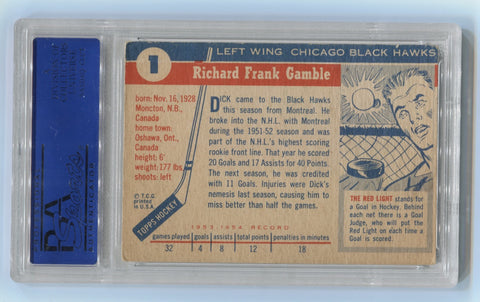 1
LEFT WING CHICAGO BLACK HAWKS
Richard Frank Gamble
born: Nov. 16, 1928
Moncton, N.B.,
Canada
home town:
Oshawa, Ont.,
Canada
height: 6'
weight: 177 lbs.
shoots: left
©T.C.G.
printed in
U.S.A.
TOPPS HOCKEY
DICK came to the Black Hawks
this season from Montreal. He
broke into the N.H.L. with Montreal
during the 1951-52 season and was
part of the N.H.L.'s highest scoring
rookie front line. That year he scored
20 Goals and 17 Assists for 40 Points.
The next season, he was credited
with 11 Goals. Injuries were Dick's
nemesis last season, causing him to
miss better than half the games.
1953-1954 RECORD
games played goals assists total points penalties in minutes
32 4 8 12 18
THE RED LIGHT stands for
a Goal in Hockey. Behind
each net there is a Goal
Judge, who will put the
Red Light on each time a
Goal is scored.